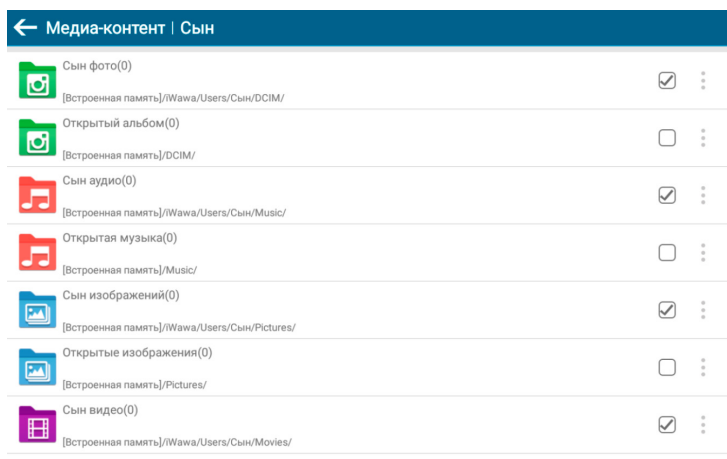 Медиа-контент | Сын
Сын фото(0)
[Встроенная память]/iWawa/Users/Сын/DCIM/
Открытый альбом(0)
[Встроенная память]/DCIM/
Сын аудио(0)
[Встроенная память]/iWawa/Users/Сын/Music/
Открытая музыка(0)
[Встроенная память]/Music/
Сын изображений(0)
[Встроенная память]/iWawa/Users/Сын/Pictures/
Открытые изображения(0)
[Встроенная память]/Pictures/
Сын видео(0)
[Встроенная память]/iWawa/Users/Сын/Movies/